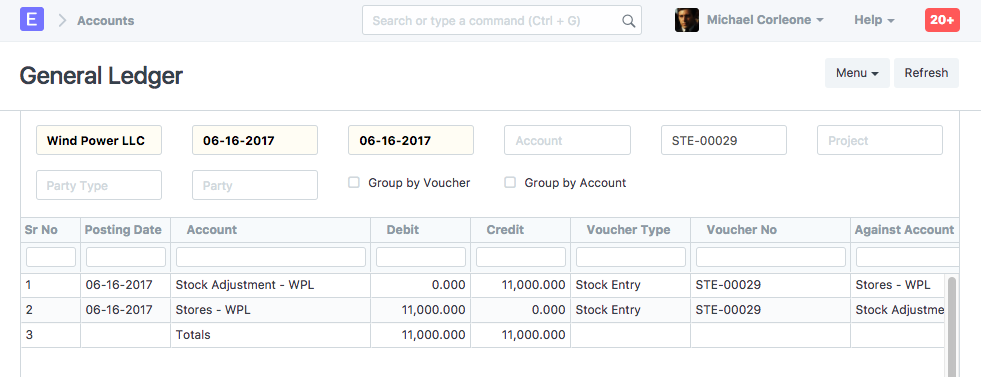 E Accounts Search or type a command (Ctrl + G) Michael Corleone Help 20+
General Ledger Menu Refresh
Wind Power LLC 06-16-2017 06-16-2017 Account STE-00029 Project
Party Type Party Group by Voucher Group by Account
Sr No Posting Date Account Debit Credit Voucher Type Voucher No Against Account
1 06-16-2017 Stock Adjustment - WPL 0.000 11,000.000 Stock Entry STE-00029 Stores - WPL
2 06-16-2017 Stores - WPL 11,000.000 0.000 Stock Entry STE-00029 Stock Adjustme
3 Totals 11,000.000 11,000.000